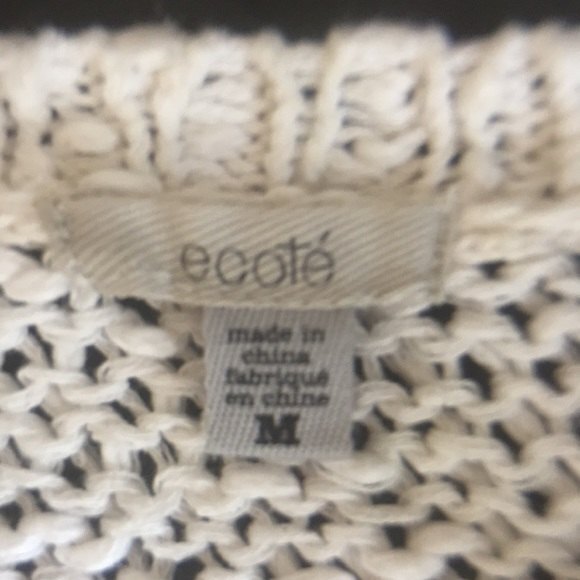 ecoté
made in
china
fabriqué
en chine
M